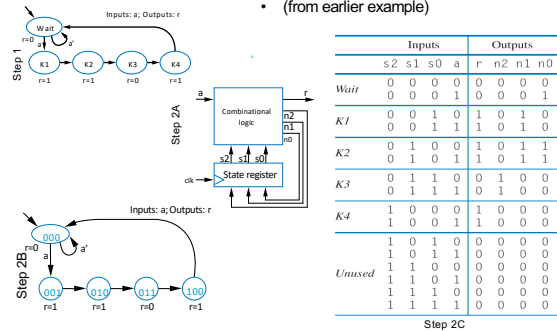 Inputs: a; Outputs: r
Wait
r=0
a
a'
K1
K2
K3
K4
r=1
r=1
r=0
r=1
Step 1
• (from earlier example)
a
Combinational
logic
r
n2
n1
n0
s2
s1
s0
State register
clk
Step 2A
Inputs: a; Outputs: r
000
r=0
a
a'
001
010
011
100
r=1
r=1
r=0
r=1
Step 2B
Inputs Outputs
s2 s1 s0 a r n2 n1 n0
Wait
0 0 0 0 0 0 0 0
0 0 0 1 0 0 0 1
K1
0 0 1 0 1 0 1 0
0 0 1 1 1 0 1 0
K2
0 1 0 0 1 0 1 1
0 1 0 1 1 0 1 1
K3
0 1 1 0 0 1 0 0
0 1 1 1 0 1 0 0
K4
1 0 0 0 1 0 0 0
1 0 0 1 1 0 0 0
Unused
1 0 1 0 0 0 0 0
1 0 1 1 0 0 0 0
1 1 0 0 0 0 0 0
1 1 0 1 0 0 0 0
1 1 1 0 0 0 0 0
1 1 1 1 0 0 0 0
Step 2C